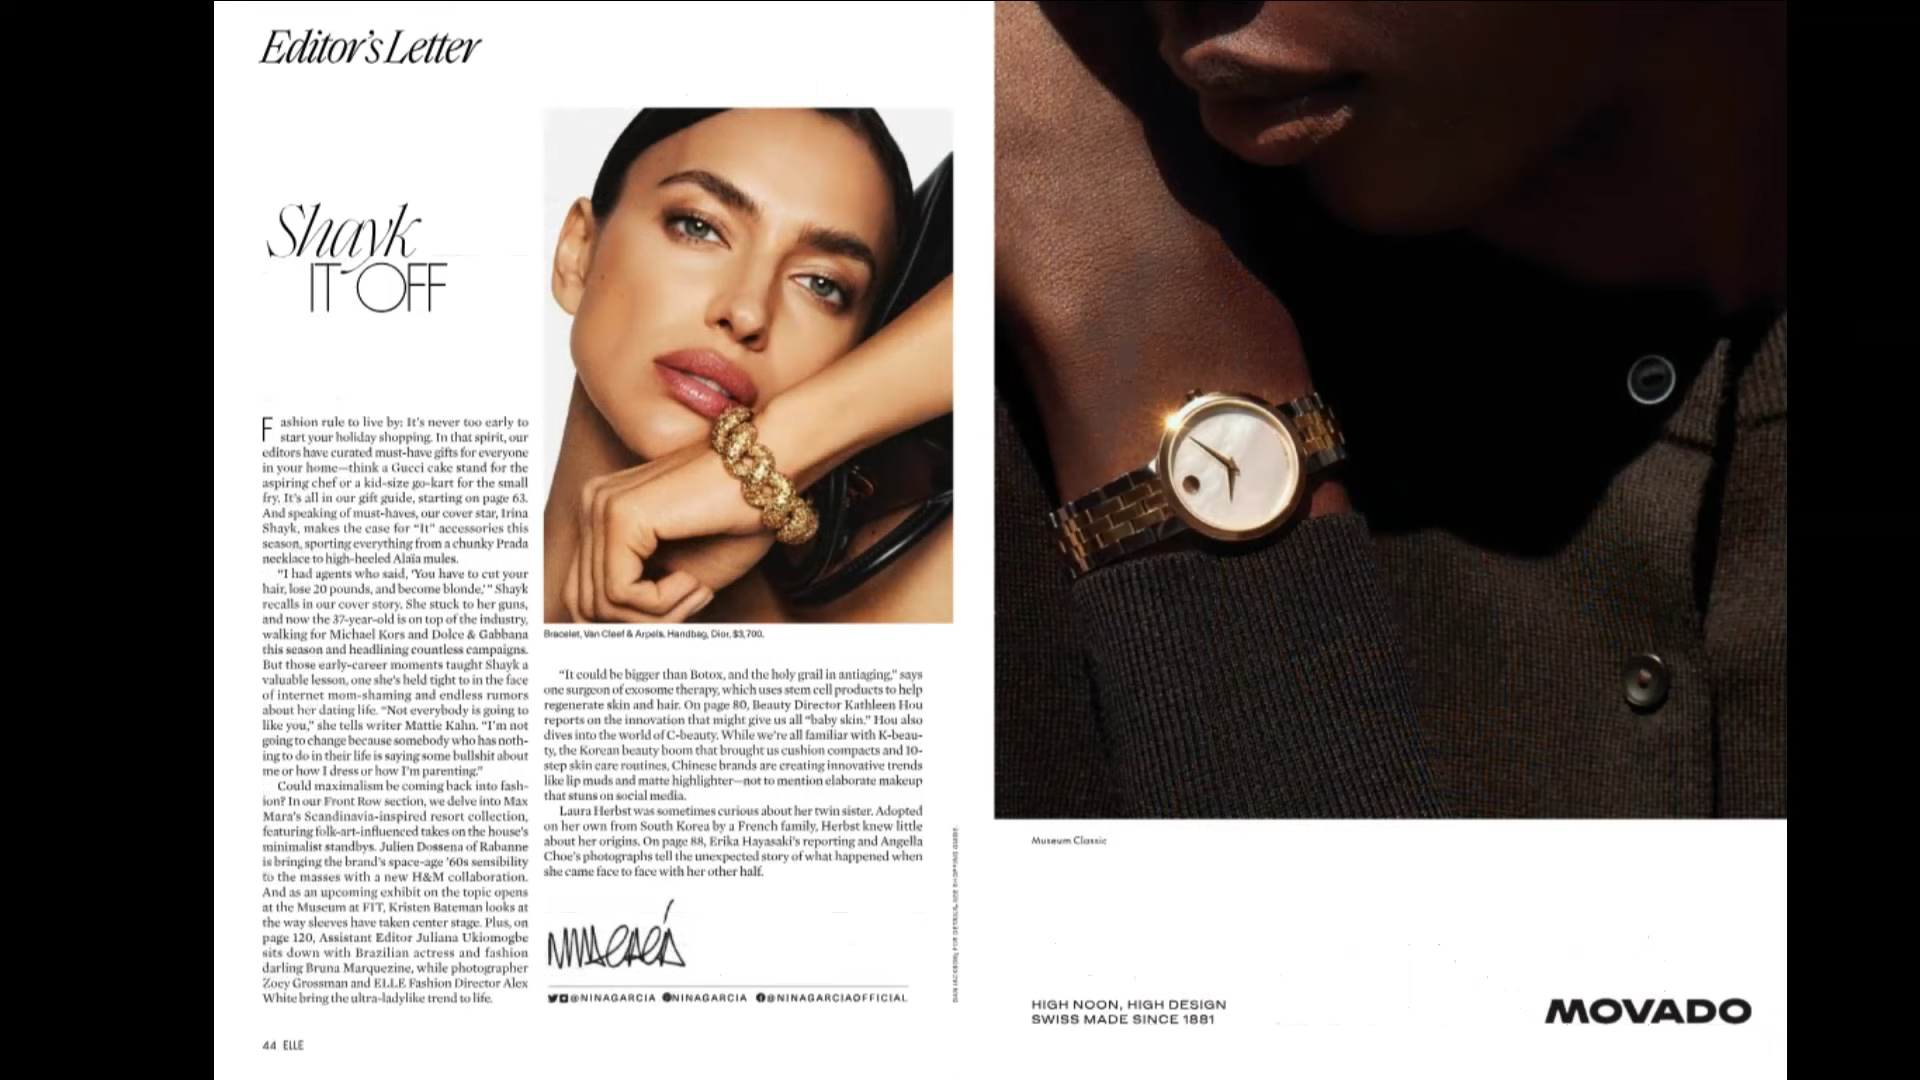 Editor's Letter
Shayk
IT OFF
Fashion rule to live by: It's never too early to
start your holiday shopping. In that spirit, our
editors have curated must-have gifts for everyone
in your home—think a Gucci cake stand for the
aspiring chef or a kid-size go-kart for the small
fry. It's all in our gift guide, starting on page 63.
And speaking of must-haves, our cover star, Irina
Shayk, makes the case for "It" accessories this
season, sporting everything from a chunky Prada
necklace to high-heeled Alaïa mules.
"I had agents who said, 'You have to cut your
hair, lose 20 pounds, and become blonde,'" Shayk
recalls in our cover story. She stuck to her guns,
and now the 37-year-old is on top of the industry,
walking for Michael Kors and Dolce & Gabbana
this season and headlining countless campaigns.
But those early-career moments taught Shayk a
valuable lesson, one she's held tight to in the face
of internet mom-shaming and endless rumors
about her dating life. "Not everybody is going to
like you," she tells writer Mattie Kahn. "I'm not
going to change because somebody who has noth-
ing to do in their life is saying some bullshit about
me or how I dress or how I'm parenting."
Could maximalism be coming back into fash-
ion? In our Front Row section, we delve into Max
Mara's Scandinavia-inspired resort collection,
featuring folk-art-influenced takes on the house's
minimalist standbys. Julien Dossena of Rabanne
is bringing the brand's space-age '60s sensibility
to the masses with a new H&M collaboration.
And as an upcoming exhibit on the topic opens
at the Museum at FIT, Kristen Bateman looks at
the way sleeves have taken center stage. Plus, on
page 120, Assistant Editor Juliana Ukiomogbe
sits down with Brazilian actress and fashion
darling Bruna Marquezine, while photographer
Zoey Grossman and ELLE Fashion Director Alex
White bring the ultra-ladylike trend to life.
Bracelet, Van Cleef & Arpels. Handbag, Dior, $3,700.
"It could be bigger than Botox, and the holy grail in antiaging," says
one surgeon of exosome therapy, which uses stem cell products to help
regenerate skin and hair. On page 80, Beauty Director Kathleen Hou
reports on the innovation that might give us all "baby skin." Hou also
dives into the world of C-beauty. While we're all familiar with K-beau-
ty, the Korean beauty boom that brought us cushion compacts and 10-
step skin care routines, Chinese brands are creating innovative trends
like lip muds and matte highlighter—not to mention elaborate makeup
that stuns on social media.
Laura Herbst was sometimes curious about her twin sister. Adopted
on her own from South Korea by a French family, Herbst knew little
about her origins. On page 88, Erika Hayasaki's reporting and Angella
Choe's photographs tell the unexpected story of what happened when
she came face to face with her other half.
@NINAGARCIA NINAGARCIA @NINAGARCIAOFFICIAL
DAN JACKSON; FOR DETAILS, SEE SHOPPING GUIDE.
44 ELLE
Museum Classic
HIGH NOON, HIGH DESIGN
SWISS MADE SINCE 1881
MOVADO